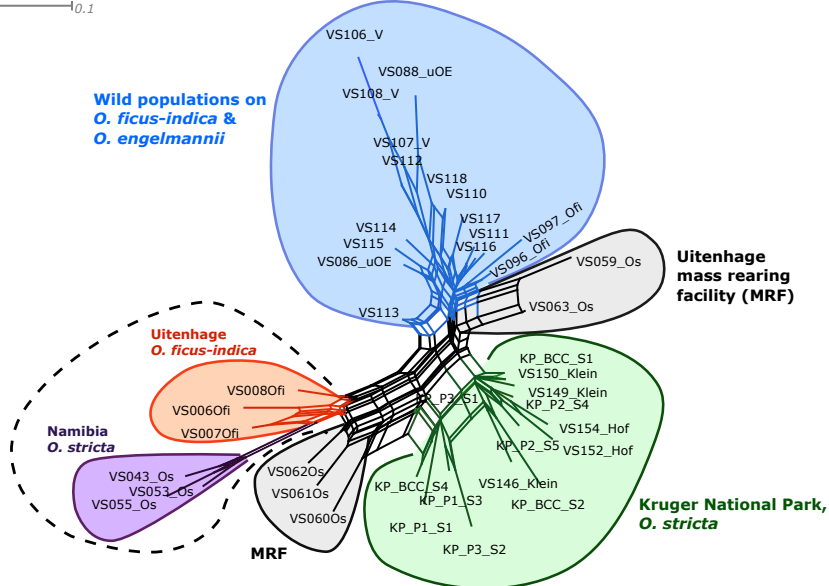 0.1
VS106_V
VS088_uOE
VS108_V
Wild populations on
O. ficus-indica &
O. engelmannii
VS107_V
VS112
VS118
VS110
VS117
VS097_Ofi
VS114
VS111
VS115
VS116
VS086_uOE
VS096_Ofi
VS059_Os
Uitenhage
mass rearing
facility (MRF)
VS063_Os
VS113
Uitenhage
O. ficus-indica
KP_BCC_S1
VS150_Klein
VS008Ofi
VS149_Klein
KP_P3_S1
KP_P2_S4
VS006Ofi
VS007Ofi
VS154_Hof
Namibia
O. stricta
KP_P2_S5
VS152_Hof
VS043_Os
VS053_Os
VS055_Os
VS062Os
VS061Os
VS060Os
KP_BCC_S4
VS146_Klein
KP_P1_S3
KP_BCC_S2
Kruger National Park,
O. stricta
KP_P1_S1
KP_P3_S2
MRF